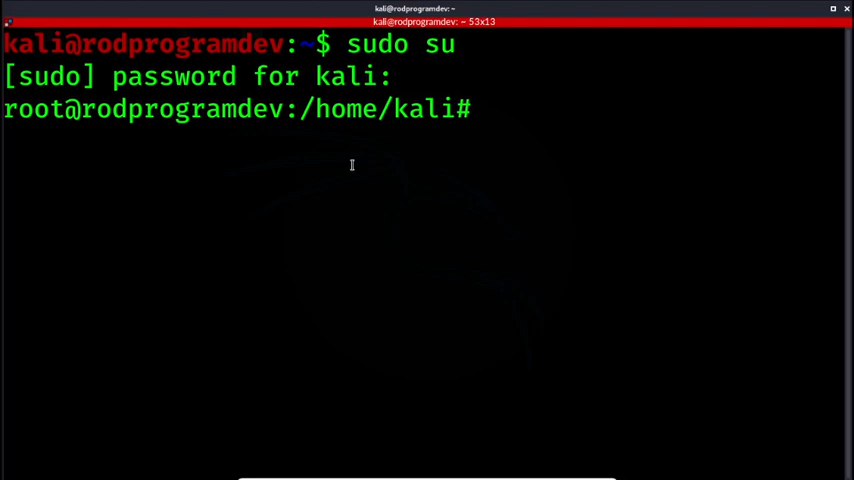 kali@rodprogramdev: ~
kali@rodprogramdev: ~ 53x13
kali@rodprogramdev:~$ sudo su
[sudo] password for kali:
root@rodprogramdev:/home/kali#